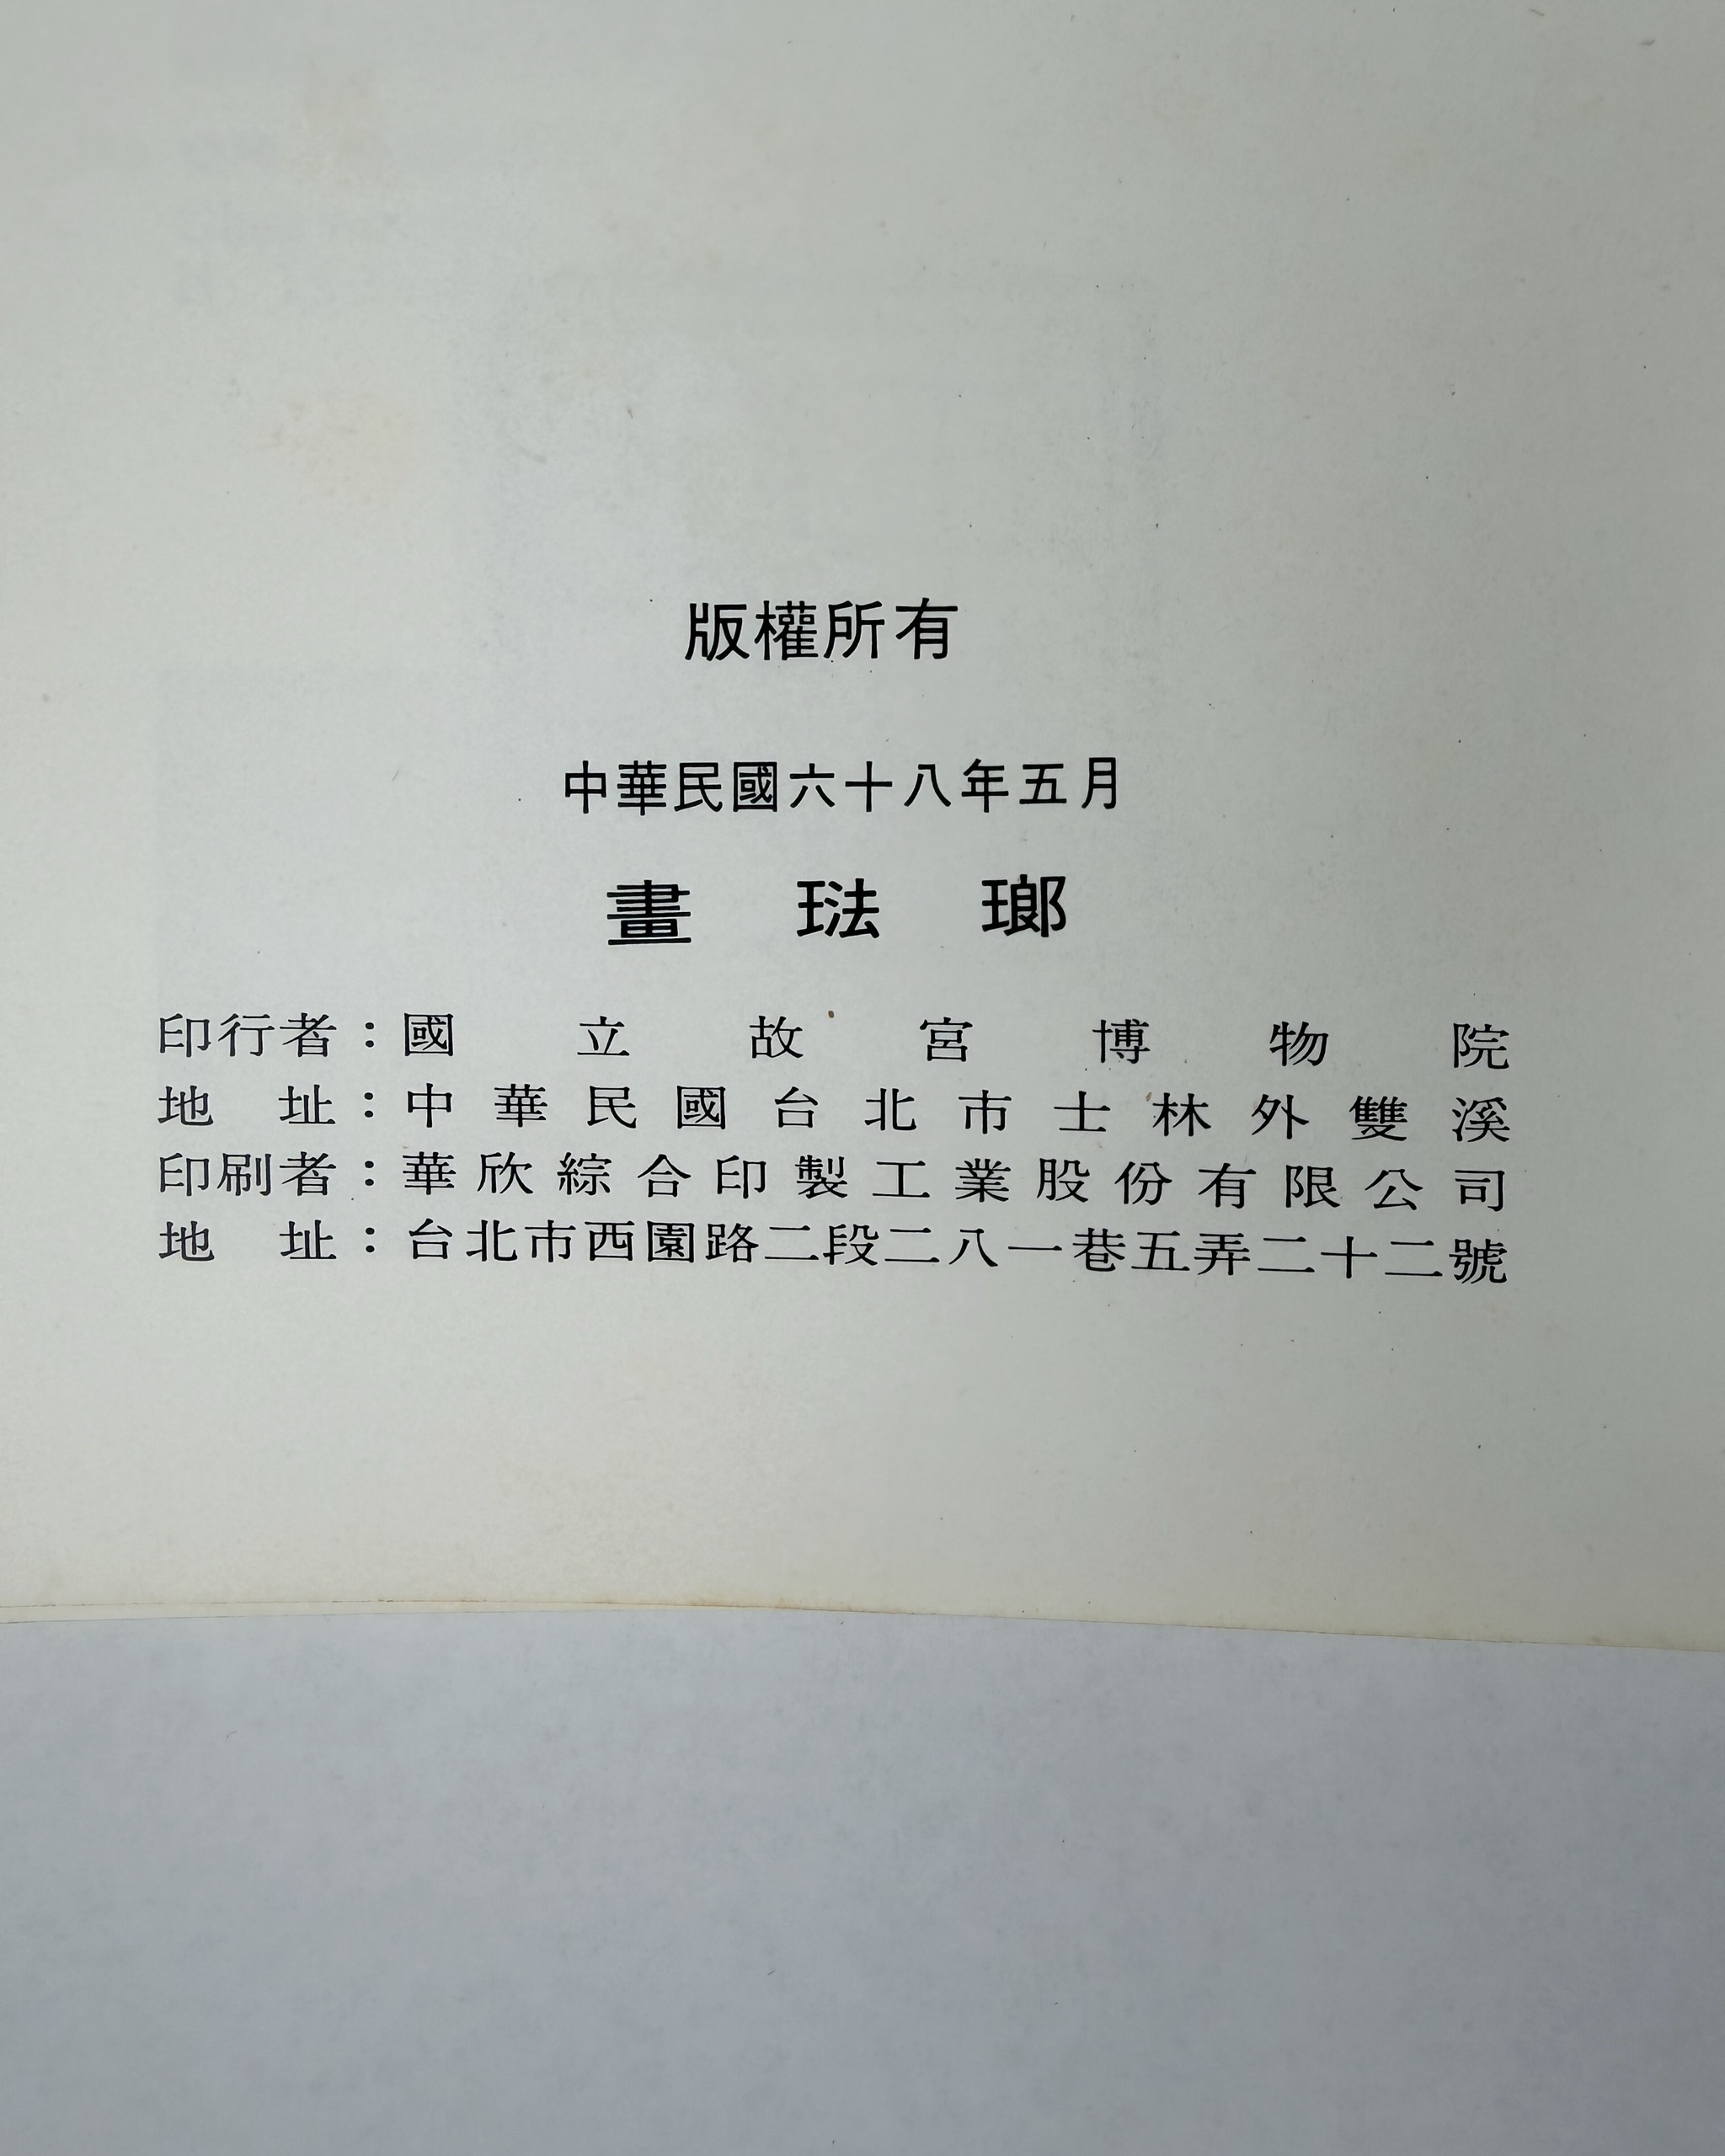 版權所有
中華民國六十八年五月
畫 琺 瑯
印行者：國立故宮博物院
地　址：中華民國台北市士林外雙溪
印刷者：華欣綜合印製工業股份有限公司
地　址：台北市西園路二段二八一巷五弄二十二號